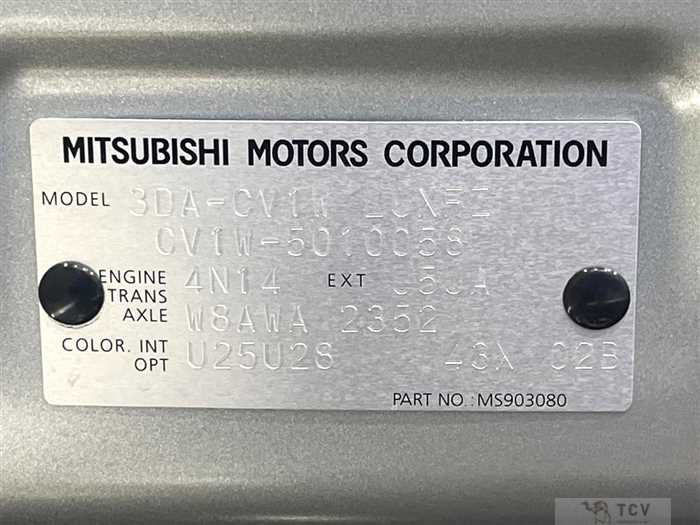 MITSUBISHI MOTORS CORPORATION
MODEL 3DA-CV1W
CV1W-5010058
ENGINE 4N14 EXT
TRANS
AXLE W8AWA 2352
COLOR. INT U25U28 43X 02B
OPT
PART NO.:MS903080
TCV